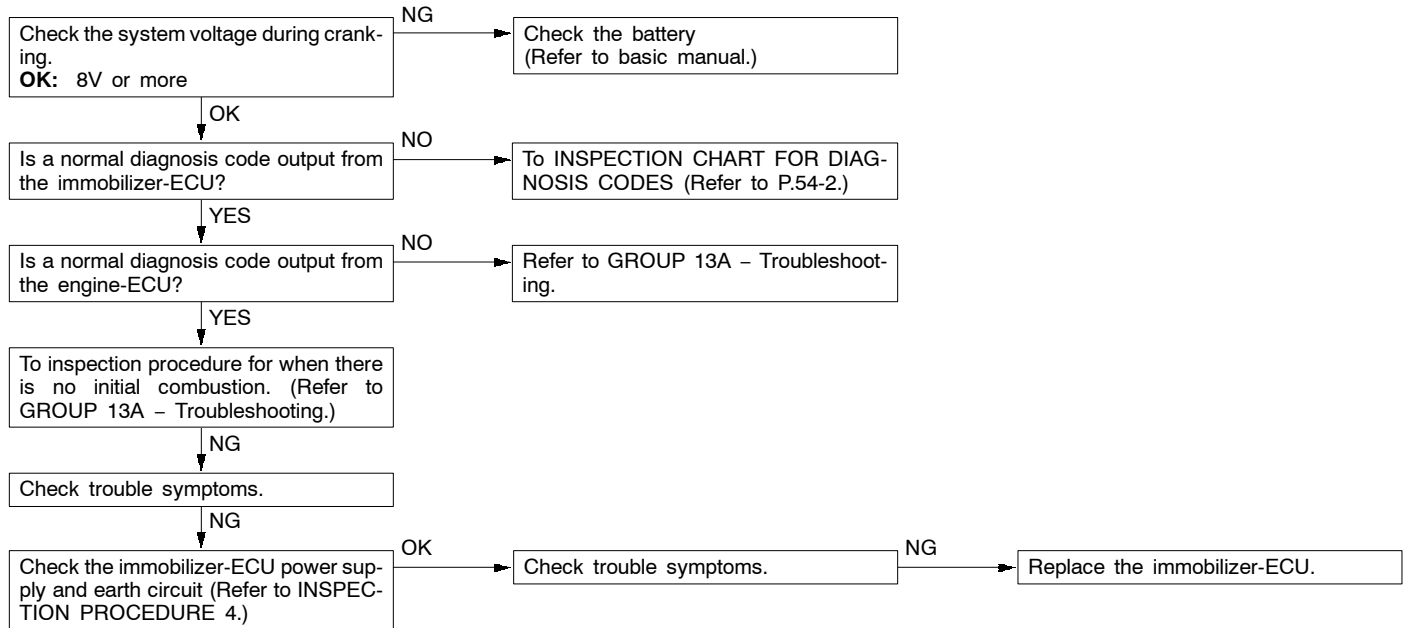 Check the system voltage during crank-
ing.
OK: 8V or more
NG
Check the battery
(Refer to basic manual.)
OK
Is a normal diagnosis code output from
the immobilizer-ECU?
NO
To INSPECTION CHART FOR DIAG-
NOSIS CODES (Refer to P.54-2.)
YES
Is a normal diagnosis code output from
the engine-ECU?
NO
Refer to GROUP 13A – Troubleshoot-
ing.
YES
To inspection procedure for when there
is no initial combustion. (Refer to
GROUP 13A – Troubleshooting.)
NG
Check trouble symptoms.
NG
Check the immobilizer-ECU power sup-
ply and earth circuit (Refer to INSPEC-
TION PROCEDURE 4.)
OK
Check trouble symptoms.
NG
Replace the immobilizer-ECU.